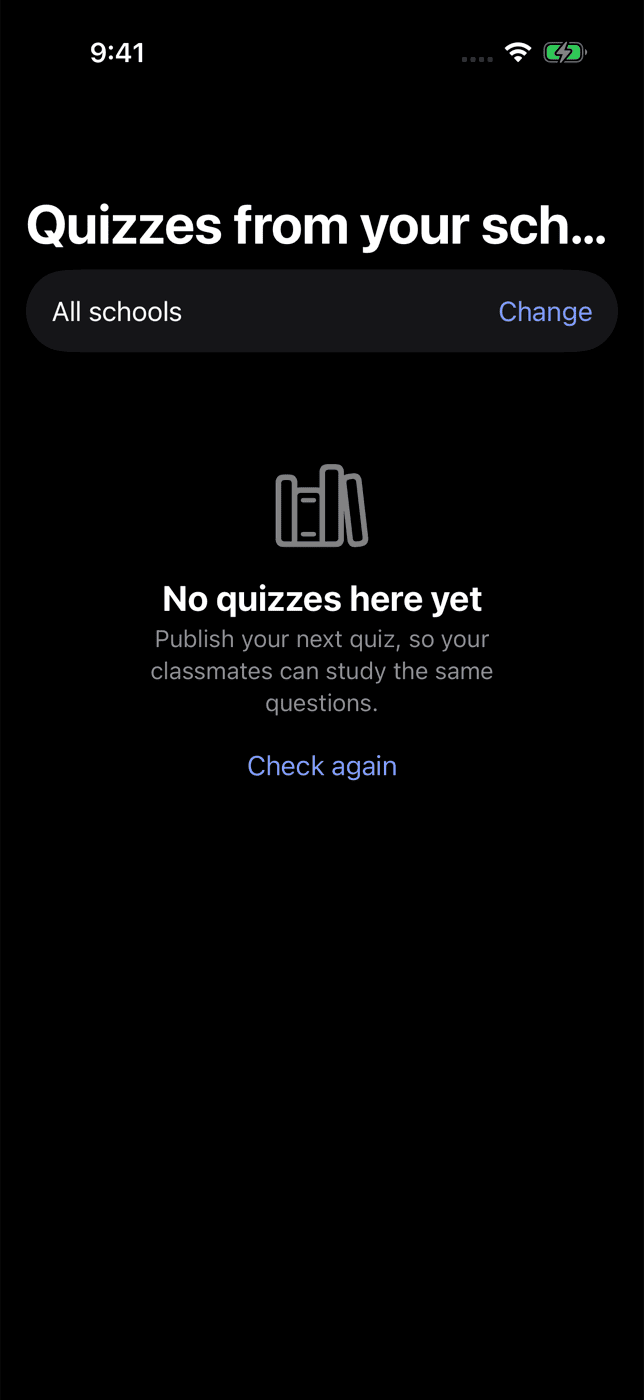 9:41
Quizzes from your sch...
All schools
Change
No quizzes here yet
Publish your next quiz, so your
classmates can study the same
questions.
Check again